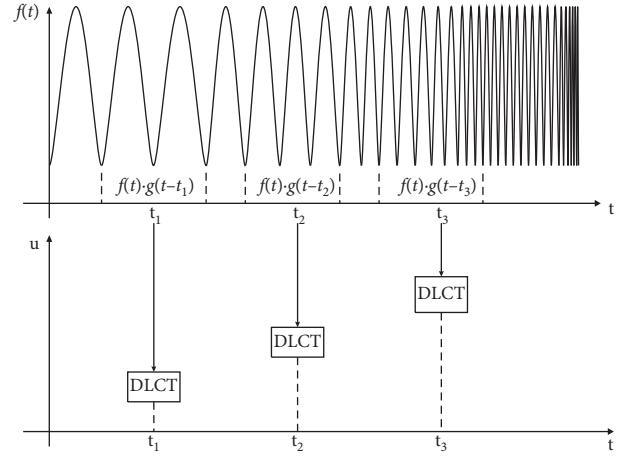 f(t)
f(t)·g(t–t1) f(t)·g(t–t2) f(t)·g(t–t3)
t1 t2 t3 t
u
DLCT
DLCT
DLCT
t1 t2 t3 t